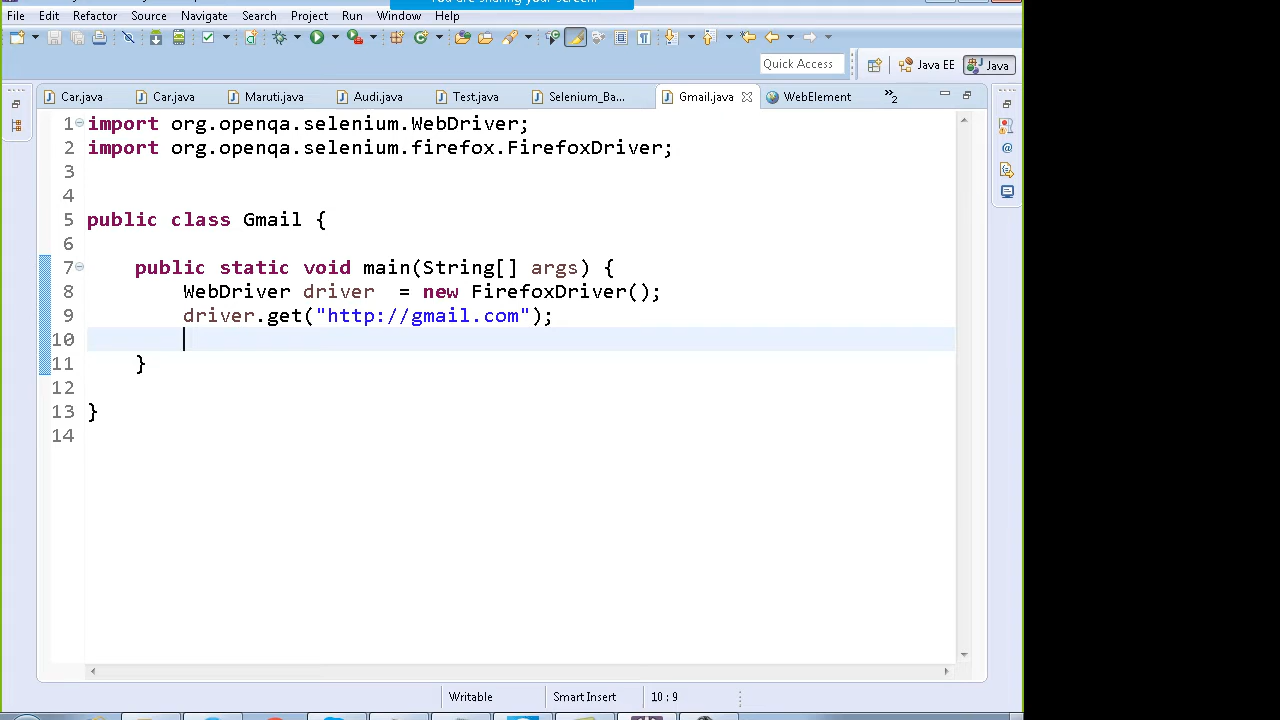 File Edit Refactor Source Navigate Search Project Run Window Help
Quick Access
Java EE
Java
Car.java
Car.java
Maruti.java
Audi.java
Test.java
Selenium_Ba...
Gmail.java
WebElement
»2
1 import org.openqa.selenium.WebDriver;
2 import org.openqa.selenium.firefox.FirefoxDriver;
3
4
5 public class Gmail {
6
7 public static void main(String[] args) {
8 WebDriver driver  = new FirefoxDriver();
9 driver.get("http://gmail.com");
10
11 }
12
13 }
14
Writable
Smart Insert
10 : 9